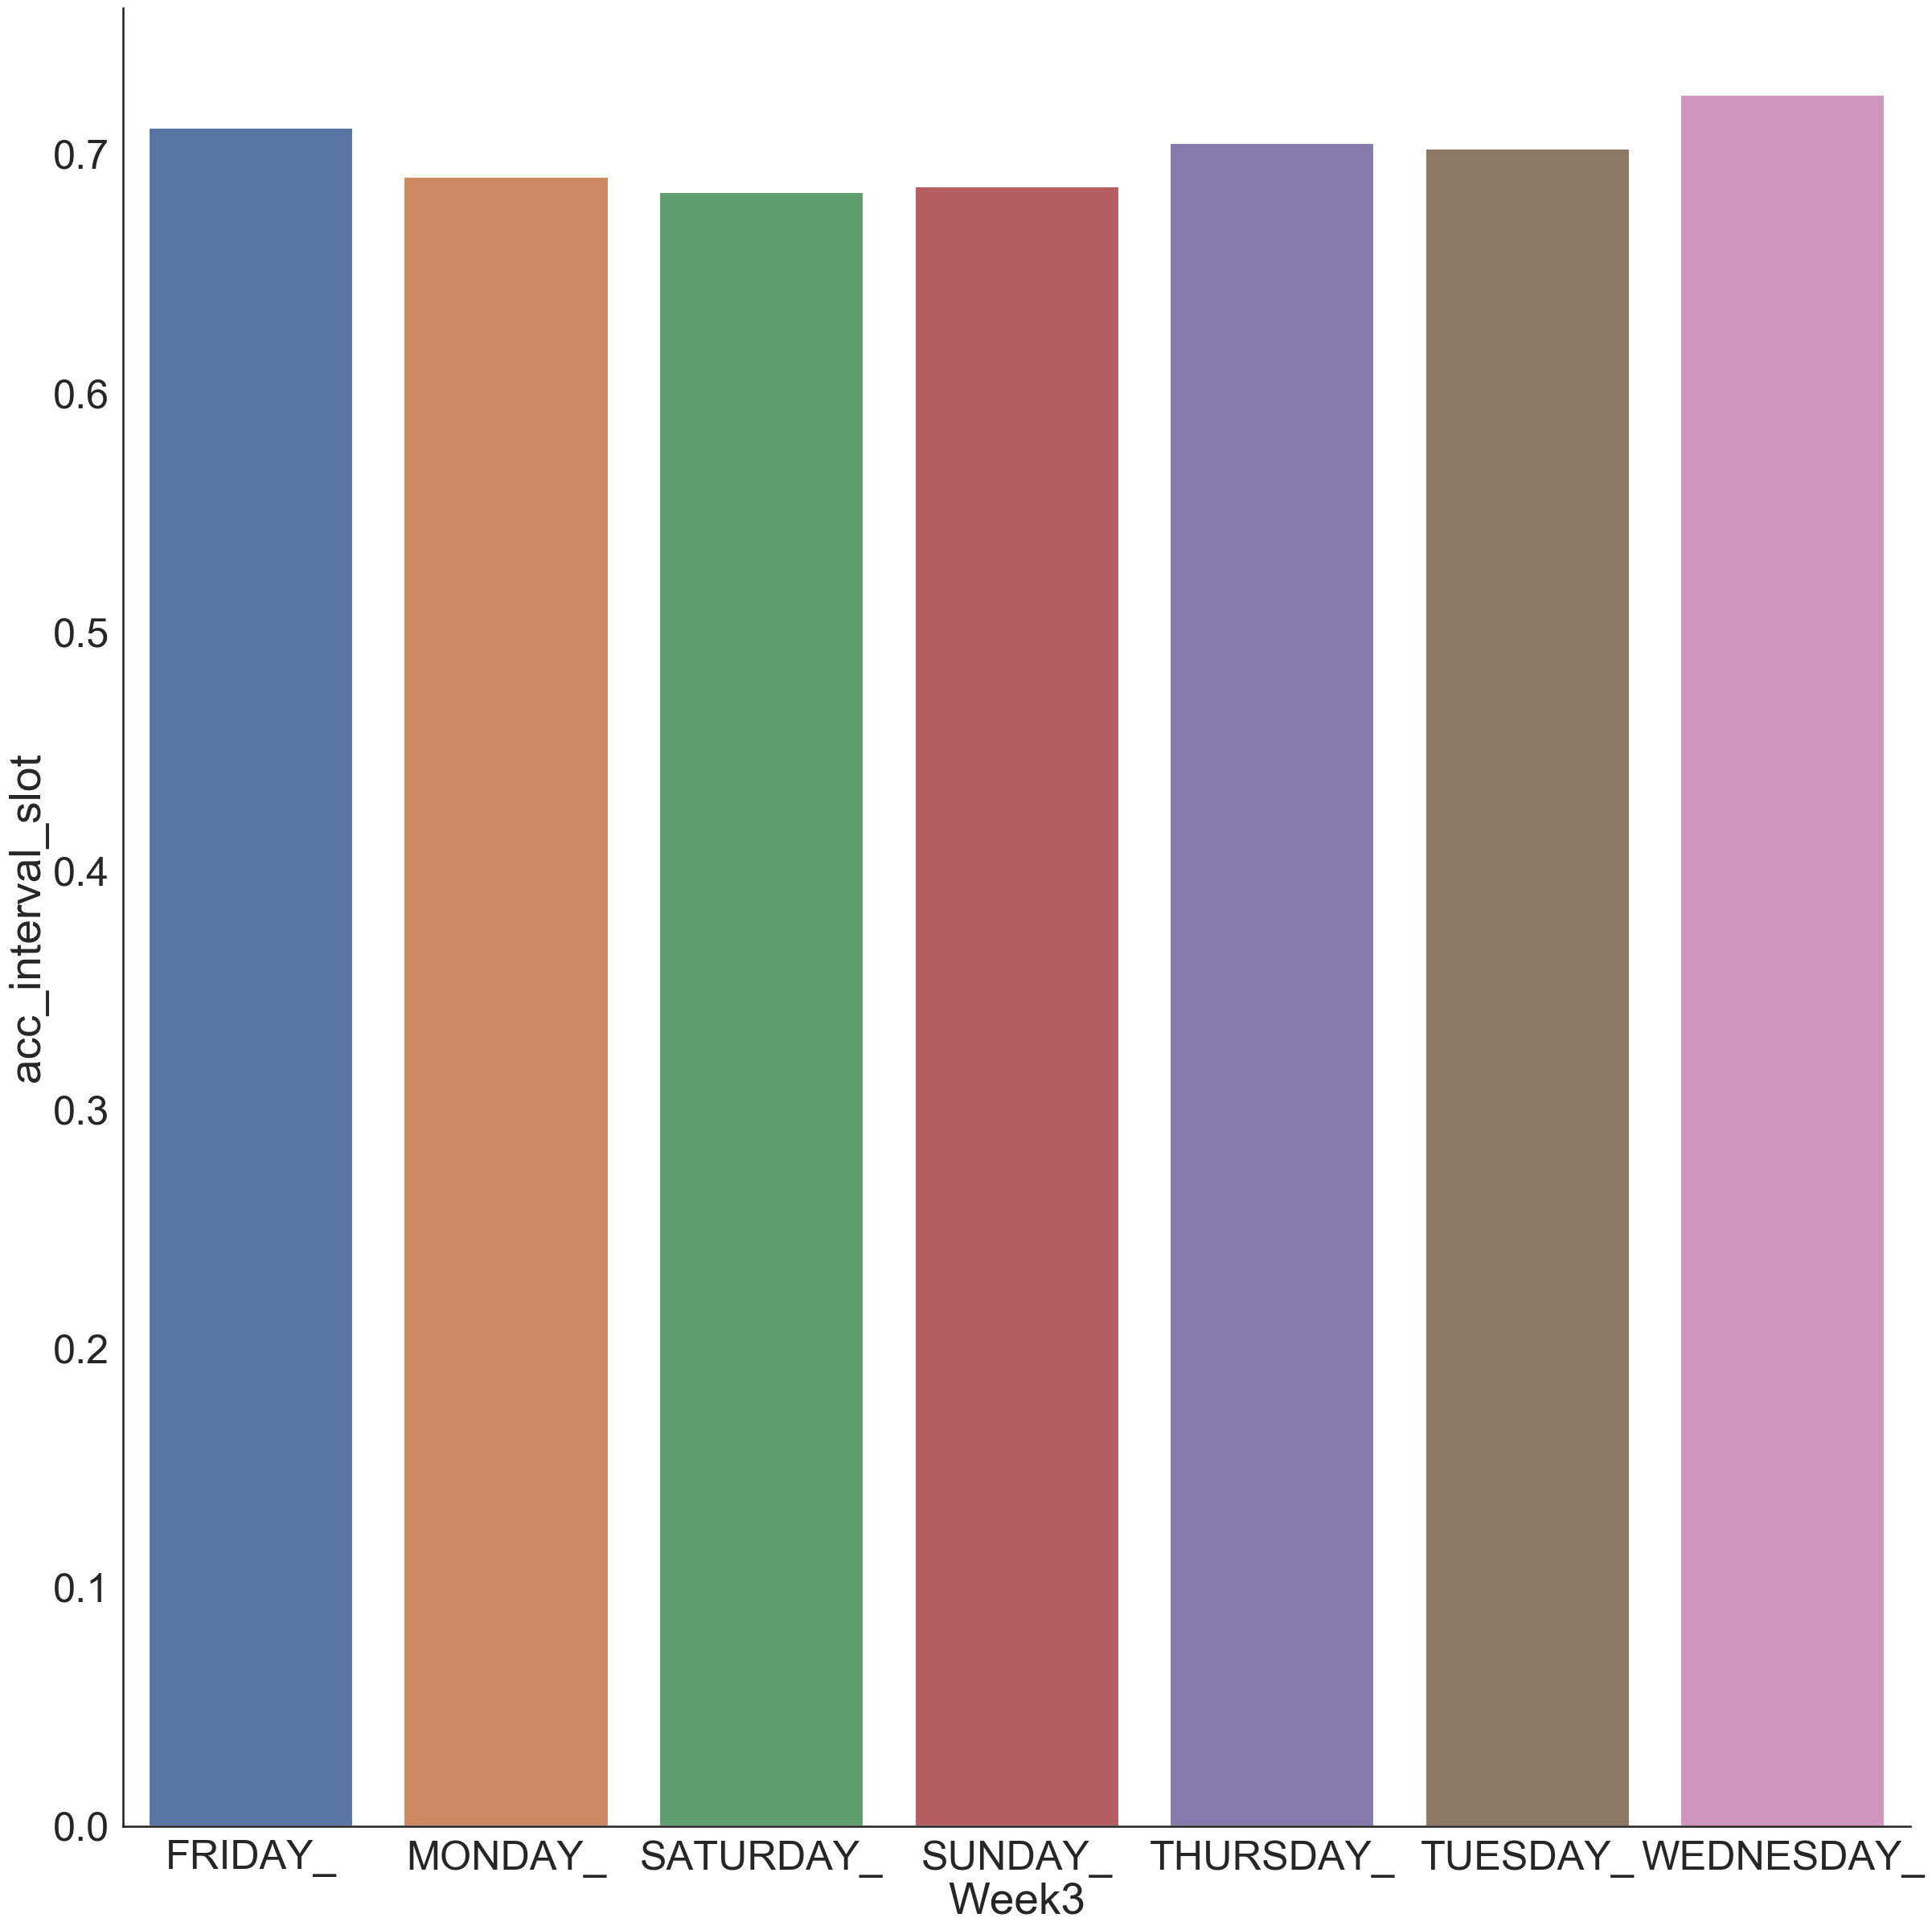 acc_interval_slot
0.7
0.6
0.5
0.4
0.3
0.2
0.1
0.0
FRIDAY_ MONDAY_ SATURDAY_ SUNDAY_ THURSDAY_ TUESDAY_ WEDNESDAY_
Week3